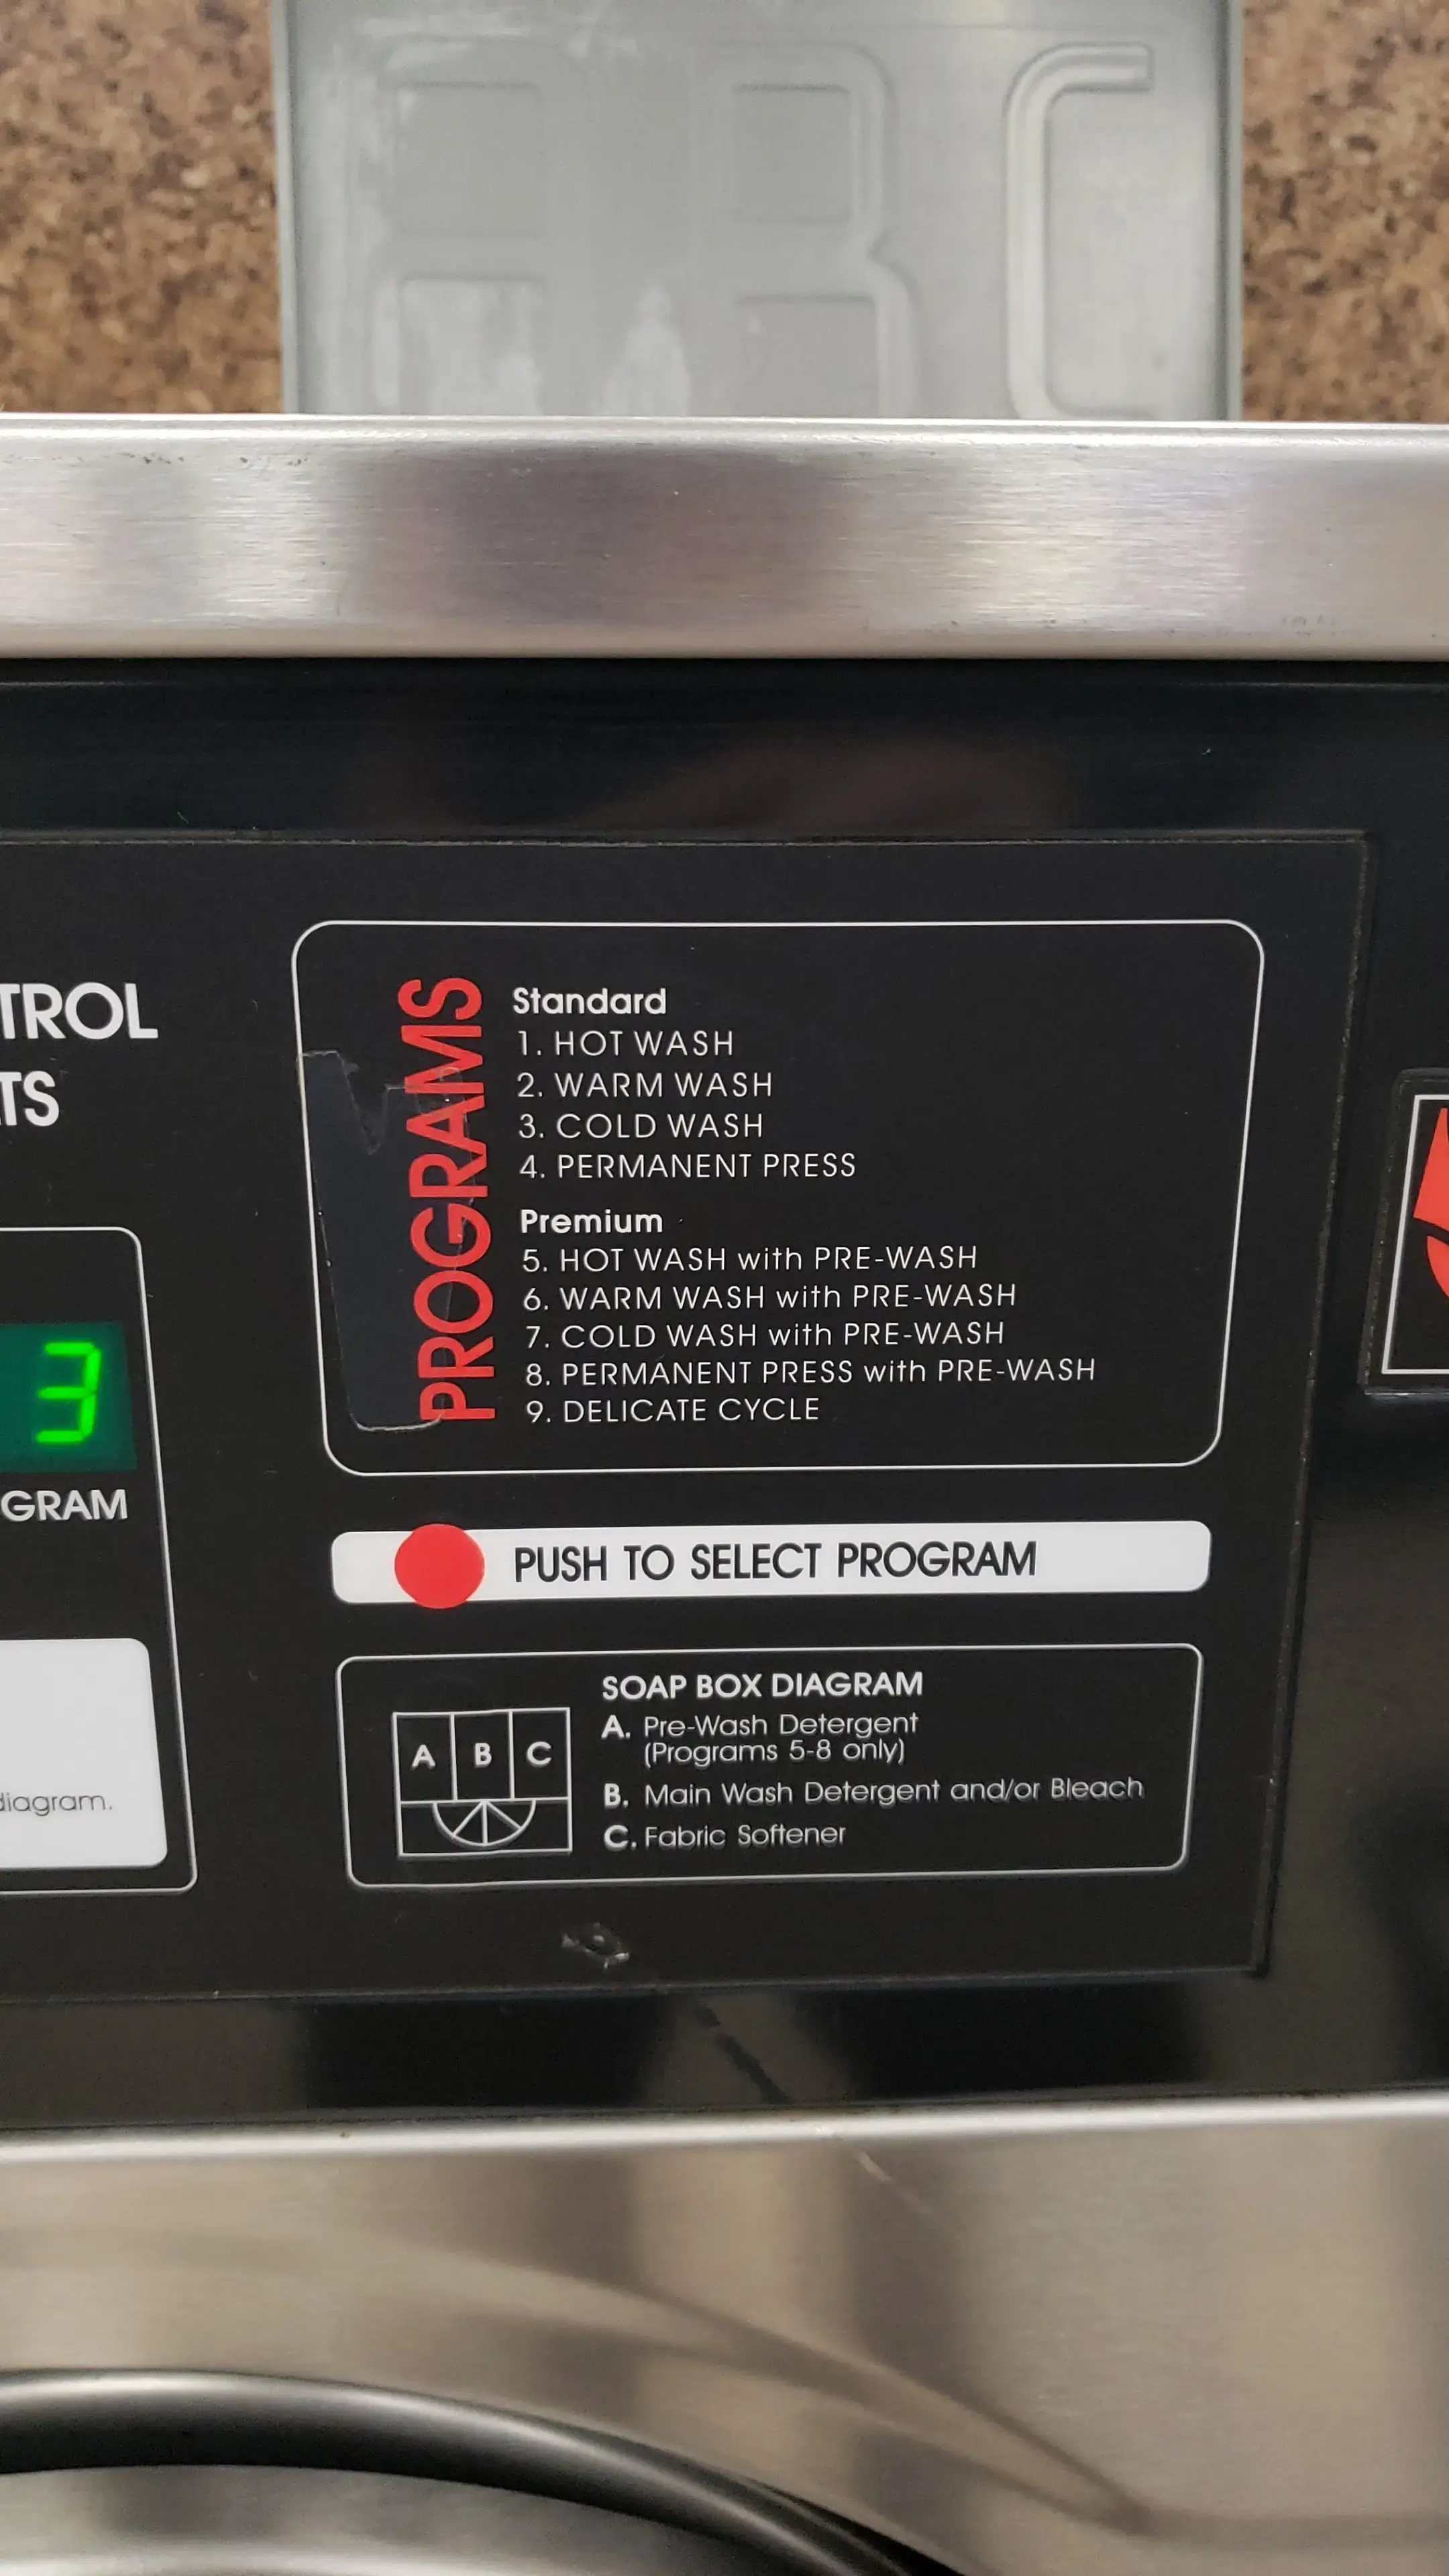 A B C
TROL
TS
3
GRAM
diagram.
PROGRAMS
Standard
1. HOT WASH
2. WARM WASH
3. COLD WASH
4. PERMANENT PRESS
Premium
5. HOT WASH with PRE-WASH
6. WARM WASH with PRE-WASH
7. COLD WASH with PRE-WASH
8. PERMANENT PRESS with PRE-WASH
9. DELICATE CYCLE
PUSH TO SELECT PROGRAM
SOAP BOX DIAGRAM
A B C
A. Pre-Wash Detergent
(Programs 5-8 only)
B. Main Wash Detergent and/or Bleach
C. Fabric Softener